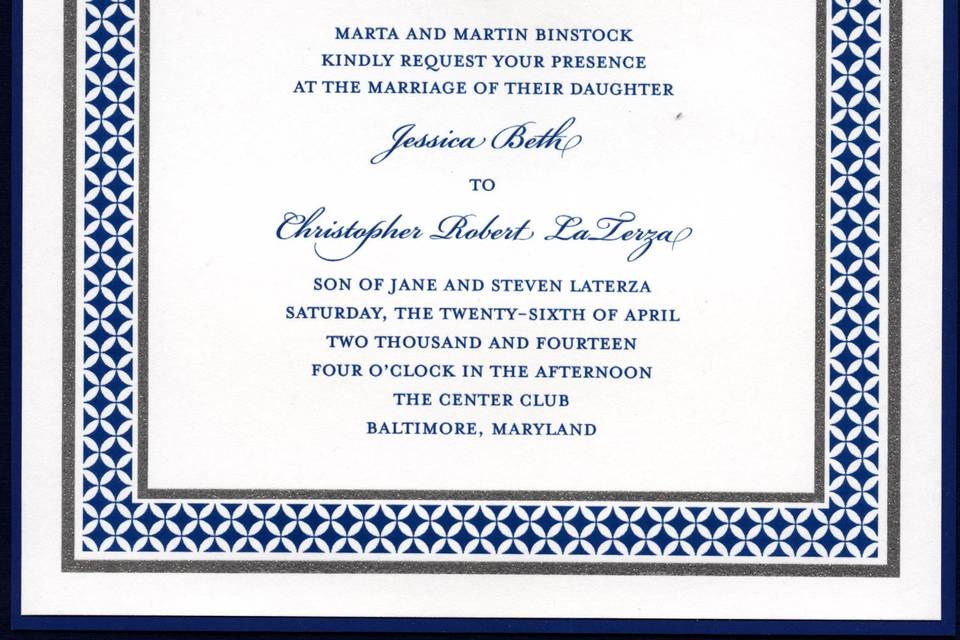 MARTA AND MARTIN BINSTOCK
KINDLY REQUEST YOUR PRESENCE
AT THE MARRIAGE OF THEIR DAUGHTER
Jessica Beth
TO
Christopher Robert LaTerza
SON OF JANE AND STEVEN LATERZA
SATURDAY, THE TWENTY-SIXTH OF APRIL
TWO THOUSAND AND FOURTEEN
FOUR O'CLOCK IN THE AFTERNOON
THE CENTER CLUB
BALTIMORE, MARYLAND